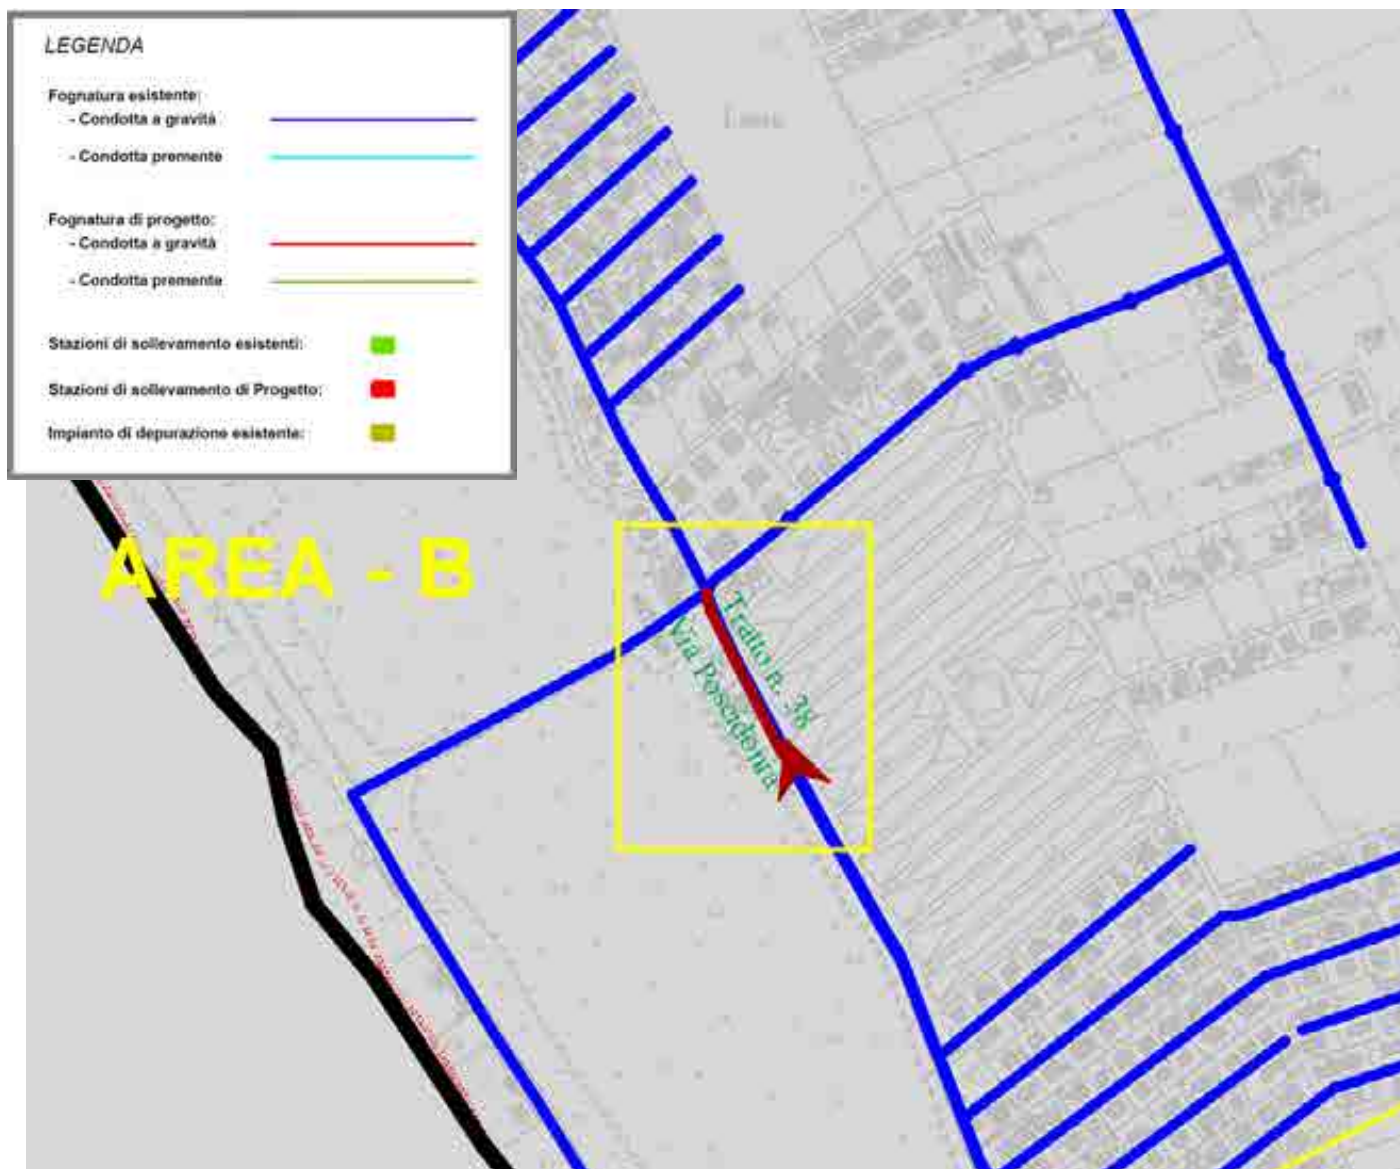 LEGENDA
Fognatura esistente:
- Condotta a gravità
- Condotta premente
Fognatura di progetto:
- Condotta a gravità
- Condotta premente
Stazioni di sollevamento esistenti:
Stazioni di sollevamento di Progetto:
Impianto di depurazione esistente:
AREA - B
Tratto n. 38
Via Poseidonia